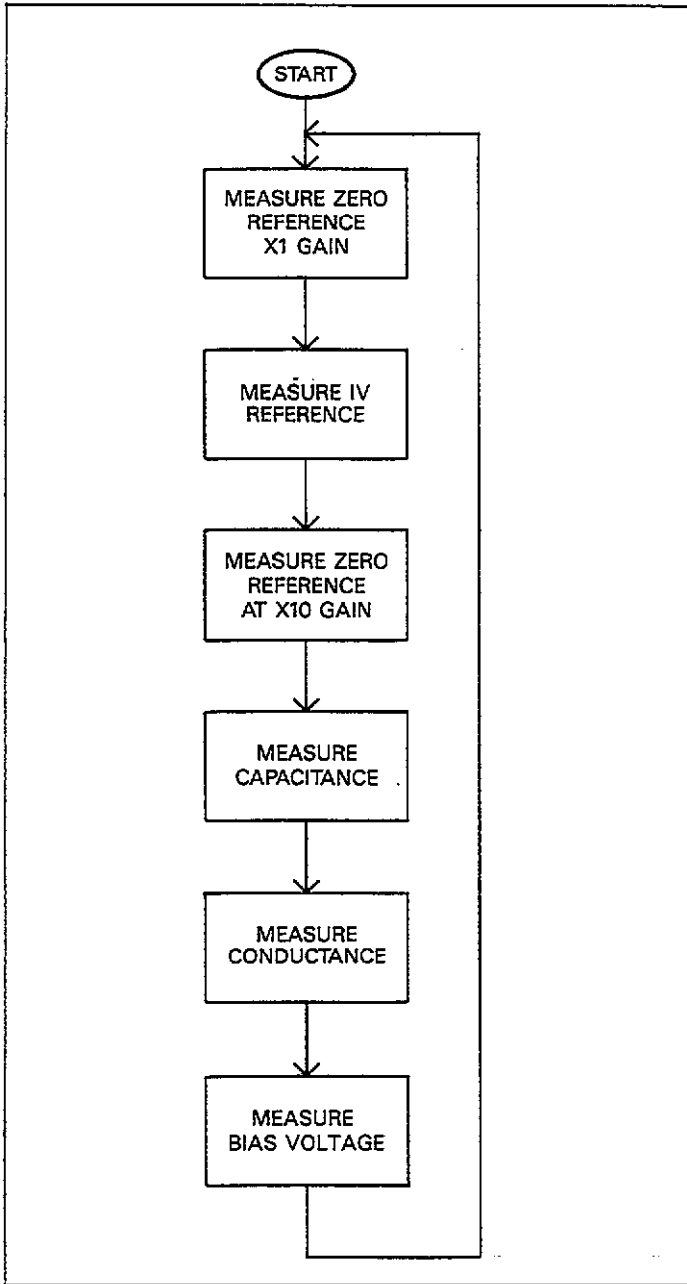 START
MEASURE ZERO
REFERENCE
X1 GAIN
MEASURE IV
REFERENCE
MEASURE ZERO
REFERENCE
AT X10 GAIN
MEASURE
CAPACITANCE
MEASURE
CONDUCTANCE
MEASURE
BIAS VOLTAGE